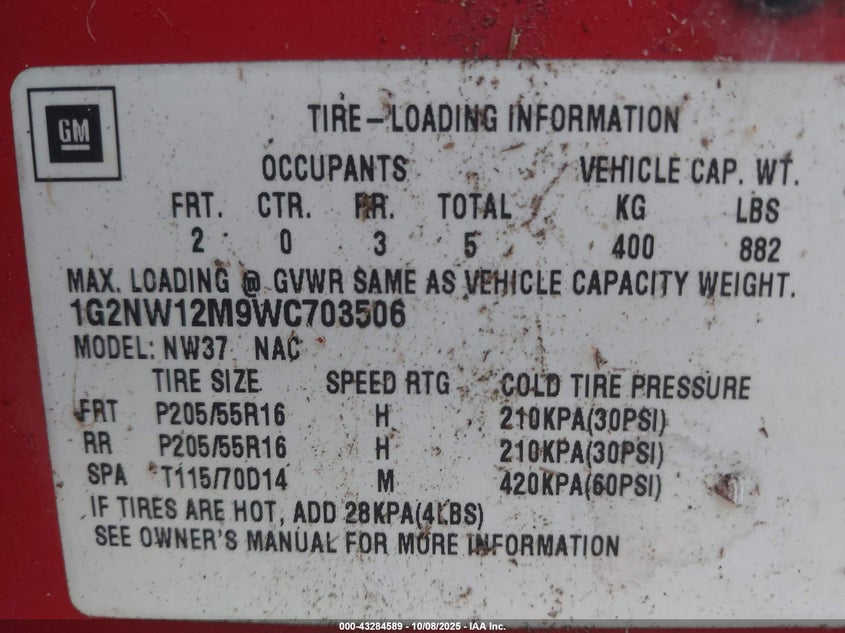 GM
TIRE-LOADING INFORMATION
OCCUPANTS VEHICLE CAP. WT.
FRT. CTR. RR. TOTAL KG LBS
2 0 3 5 400 882
MAX. LOADING @ GVWR SAME AS VEHICLE CAPACITY WEIGHT.
1G2NW12M9WC703506
MODEL: NW37 NAC
TIRE SIZE SPEED RTG COLD TIRE PRESSURE
FRT P205/55R16 H 210KPA(30PSI)
RR P205/55R16 H 210KPA(30PSI)
SPA T115/70D14 M 420KPA(60PSI)
IF TIRES ARE HOT, ADD 28KPA(4LBS)
SEE OWNER'S MANUAL FOR MORE INFORMATION
000-43284589 - 10/08/2025 - IAA Inc.